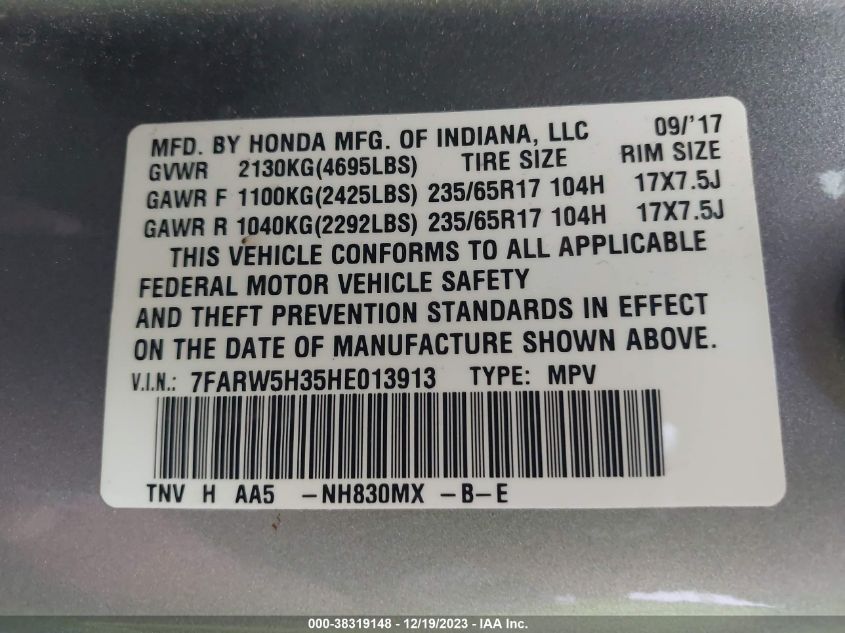 MFD. BY HONDA MFG. OF INDIANA, LLC 09/'17
GVWR 2130KG(4695LBS) TIRE SIZE RIM SIZE
GAWR F 1100KG(2425LBS) 235/65R17 104H 17X7.5J
GAWR R 1040KG(2292LBS) 235/65R17 104H 17X7.5J
THIS VEHICLE CONFORMS TO ALL APPLICABLE
FEDERAL MOTOR VEHICLE SAFETY
AND THEFT PREVENTION STANDARDS IN EFFECT
ON THE DATE OF MANUFACTURE SHOWN ABOVE.
V.I.N.: 7FARW5H35HE013913 TYPE: MPV
TNV H AA5 -NH830MX -B-E
000-38319148 - 12/19/2023 - IAA Inc.